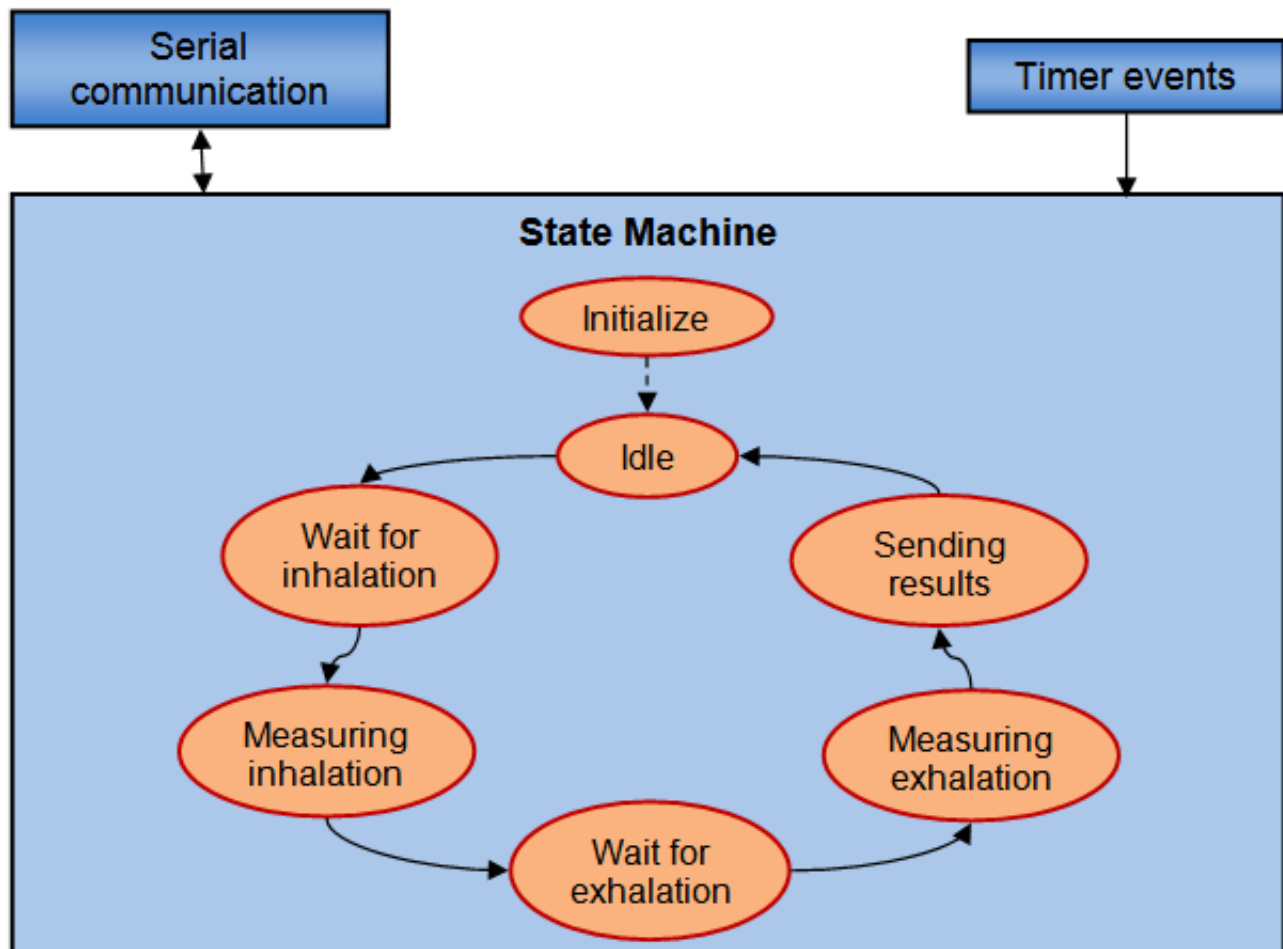 Serial
communication
Timer events
State Machine
Initialize
Idle
Wait for
inhalation
Sending
results
Measuring
inhalation
Measuring
exhalation
Wait for
exhalation